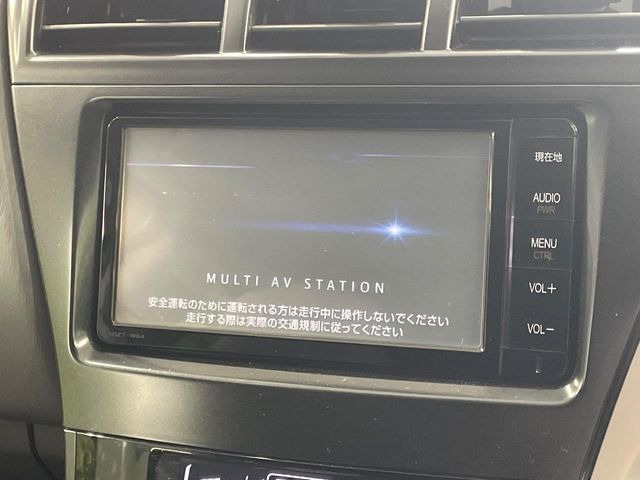 現在地
AUDIO
PWR
MENU
CTRL
VOL+
VOL−
MULTI AV STATION
安全運転のために運転される方は走行中に操作しないでください
走行する際は実際の交通規制に従ってください
NSZT-W64